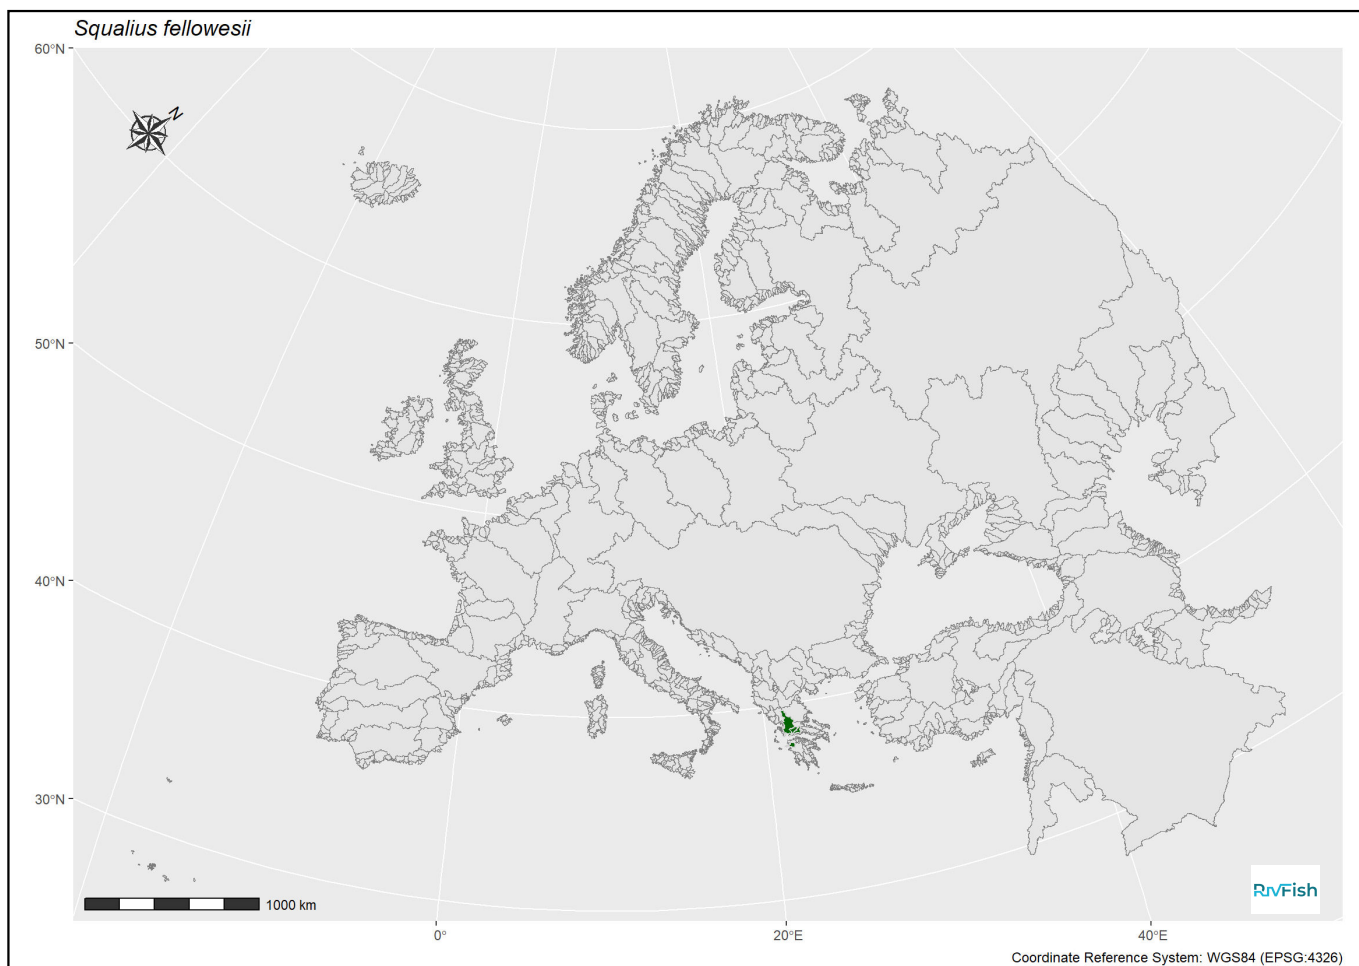 Squalius fellowesii
60°N
N
50°N
40°N
30°N
1000 km
RIVFish
0°
20°E
40°E
Coordinate Reference System: WGS84 (EPSG:4326)